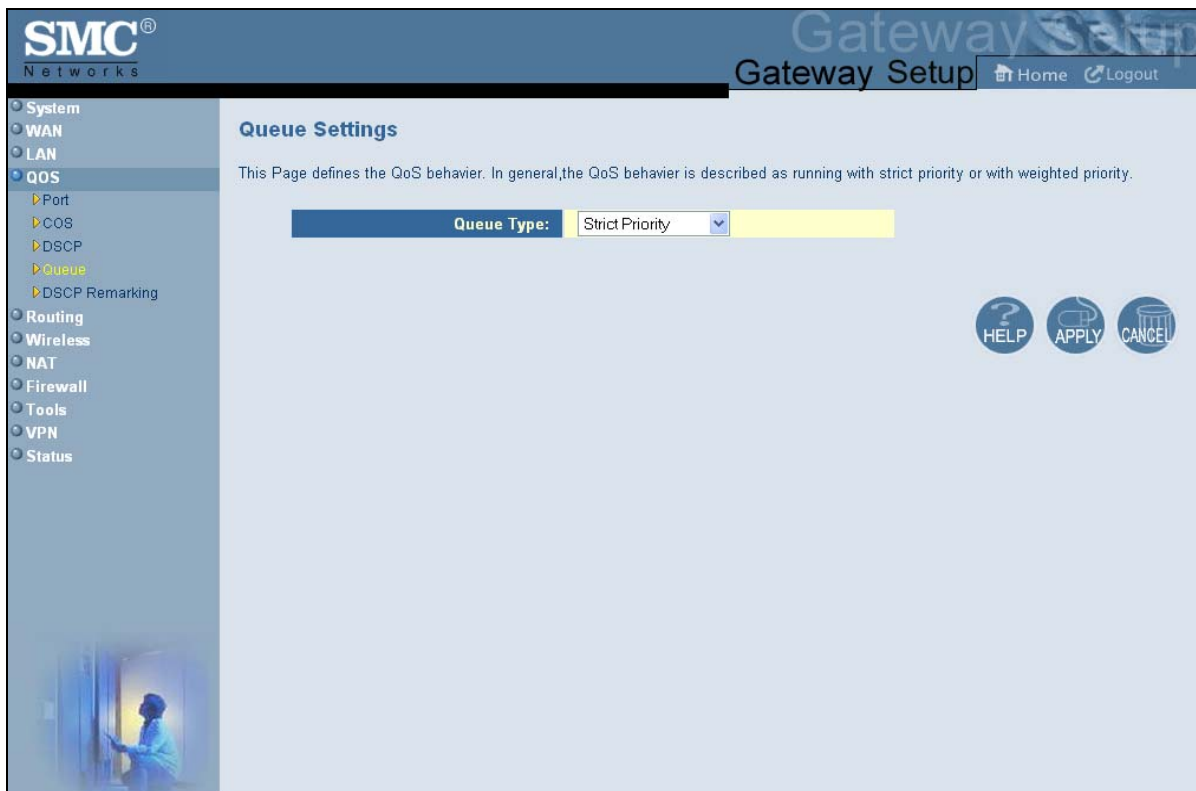 SMC®
Networks
Gateway Setup
Gateway Setup
Home
Logout
System
WAN
LAN
QOS
Port
COS
DSCP
Queue
DSCP Remarking
Routing
Wireless
NAT
Firewall
Tools
VPN
Status
Queue Settings
This Page defines the QoS behavier. In general,the QoS behavier is described as running with strict priority or with weighted priority.
Queue Type: Strict Priority
HELP
APPLY
CANCEL